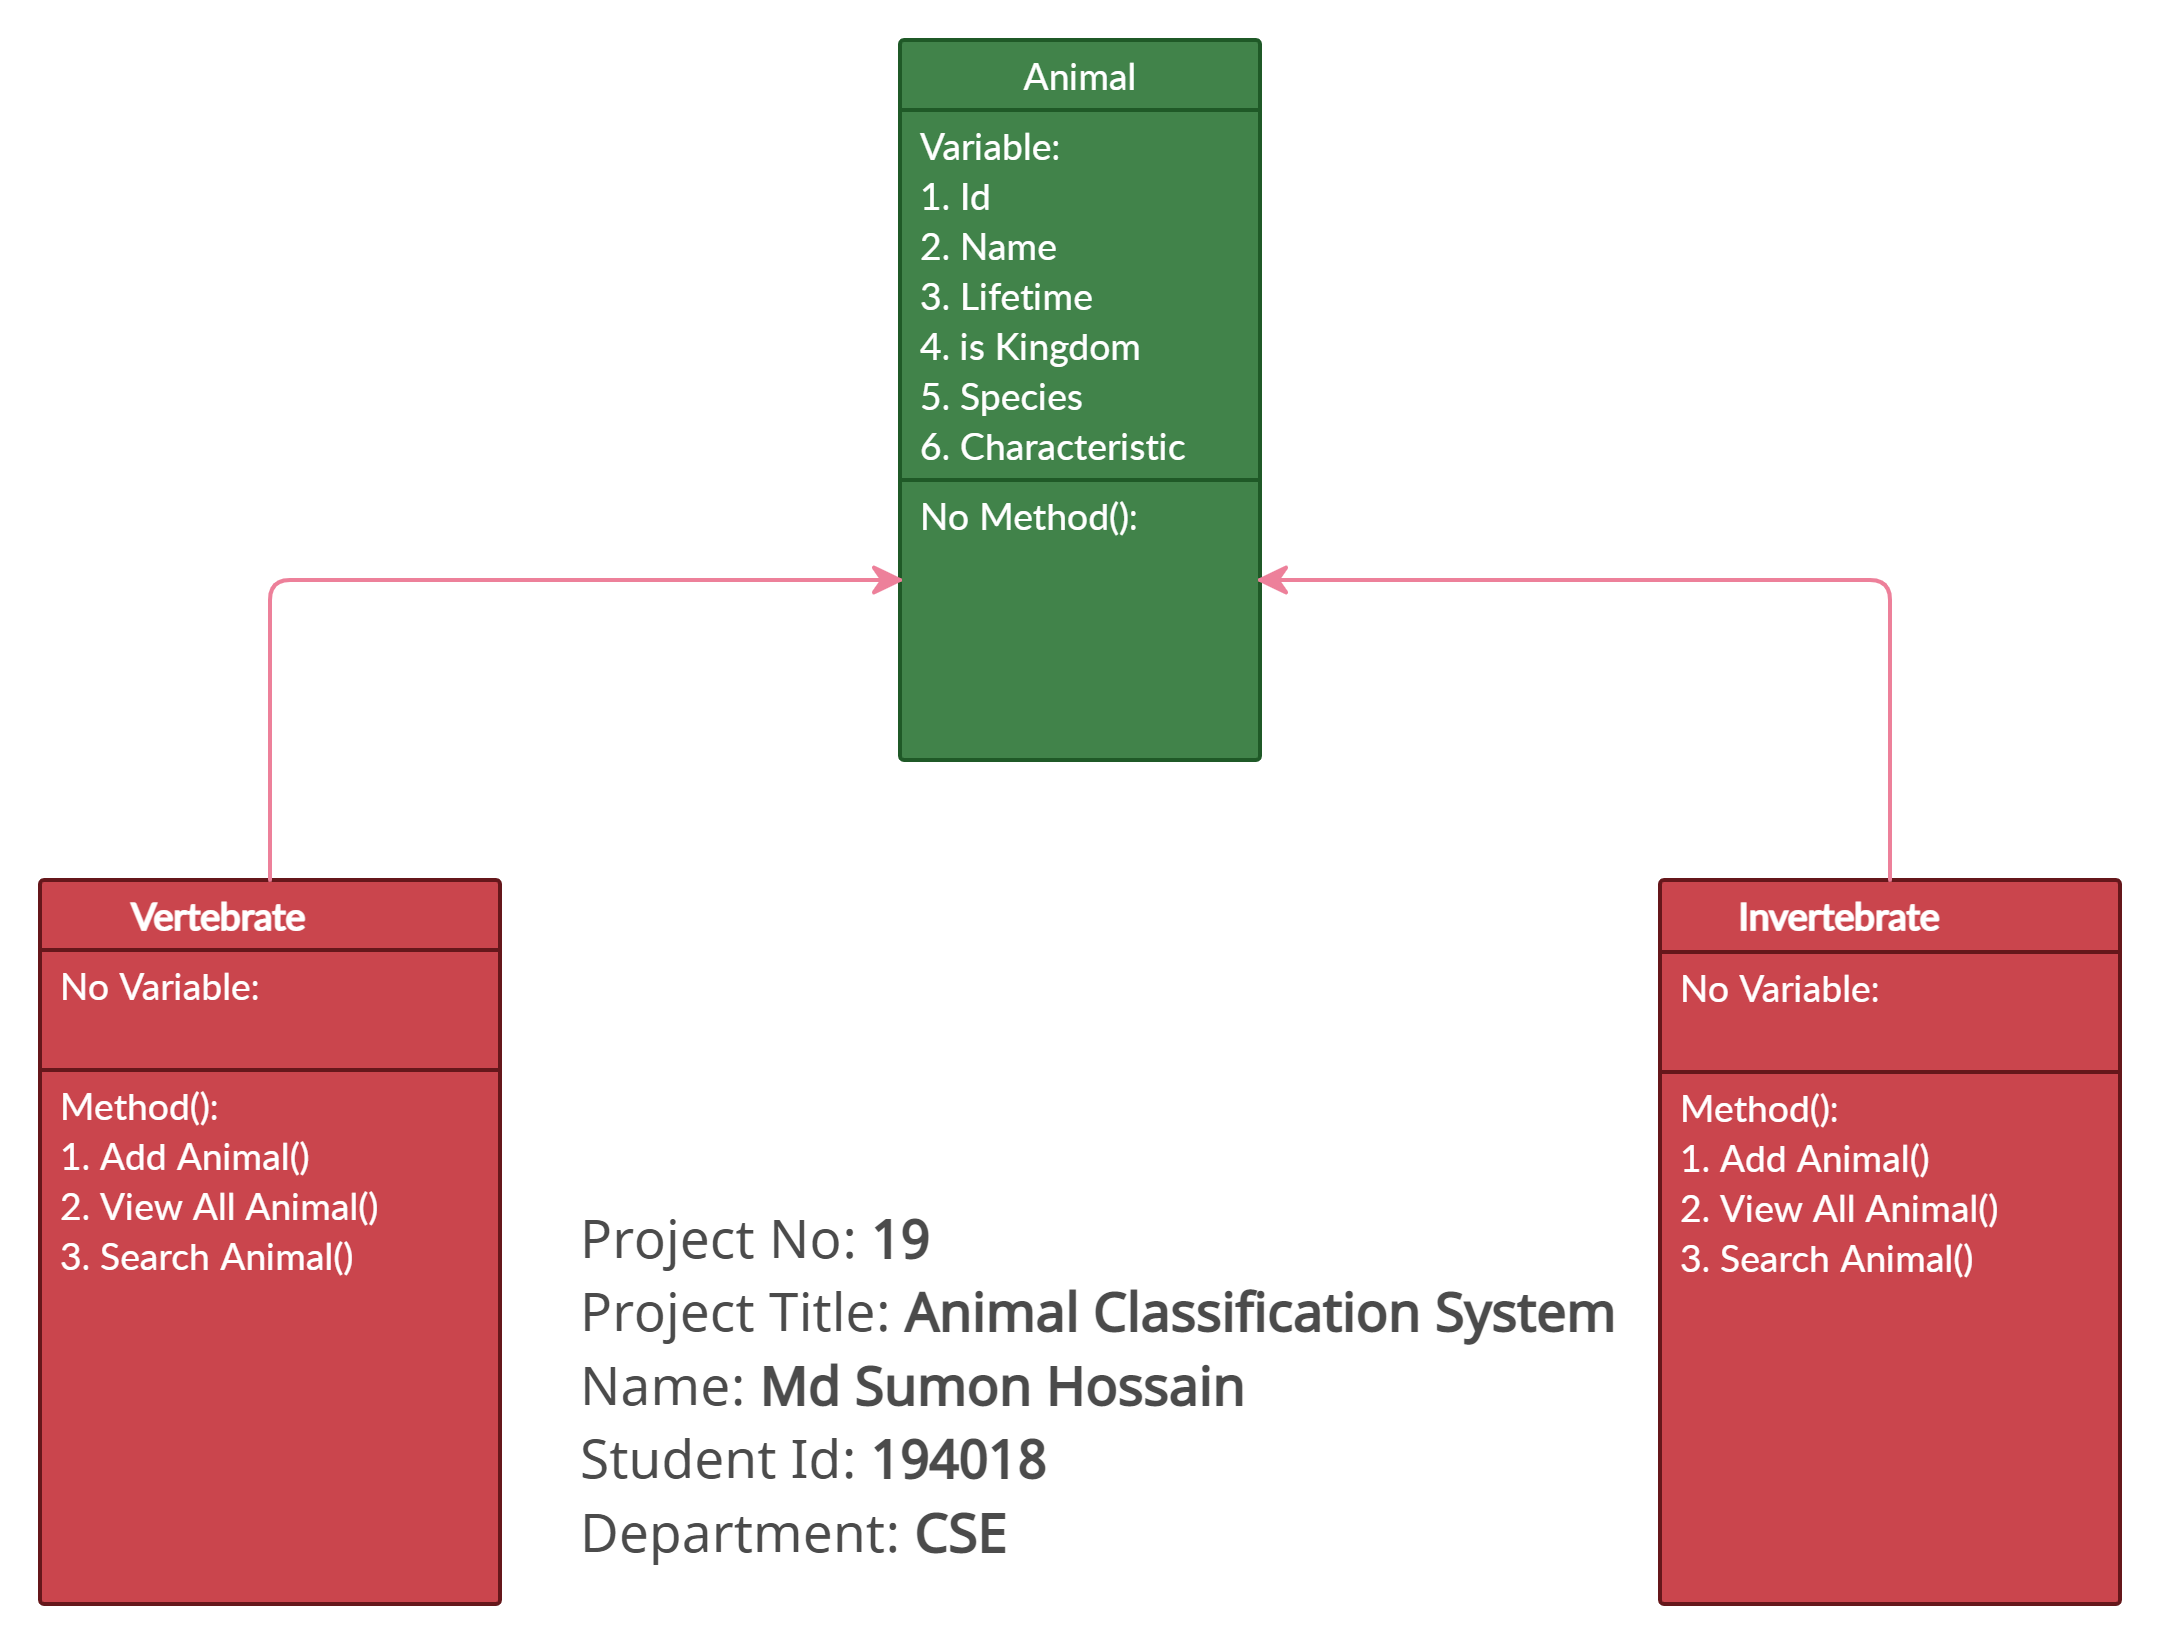 Animal
Variable:
1. Id
2. Name
3. Lifetime
4. is Kingdom
5. Species
6. Characteristic
No Method():
Vertebrate
No Variable:
Method():
1. Add Animal()
2. View All Animal()
3. Search Animal()
Invertebrate
No Variable:
Method():
1. Add Animal()
2. View All Animal()
3. Search Animal()
Project No: 19
Project Title: Animal Classification System
Name: Md Sumon Hossain
Student Id: 194018
Department: CSE